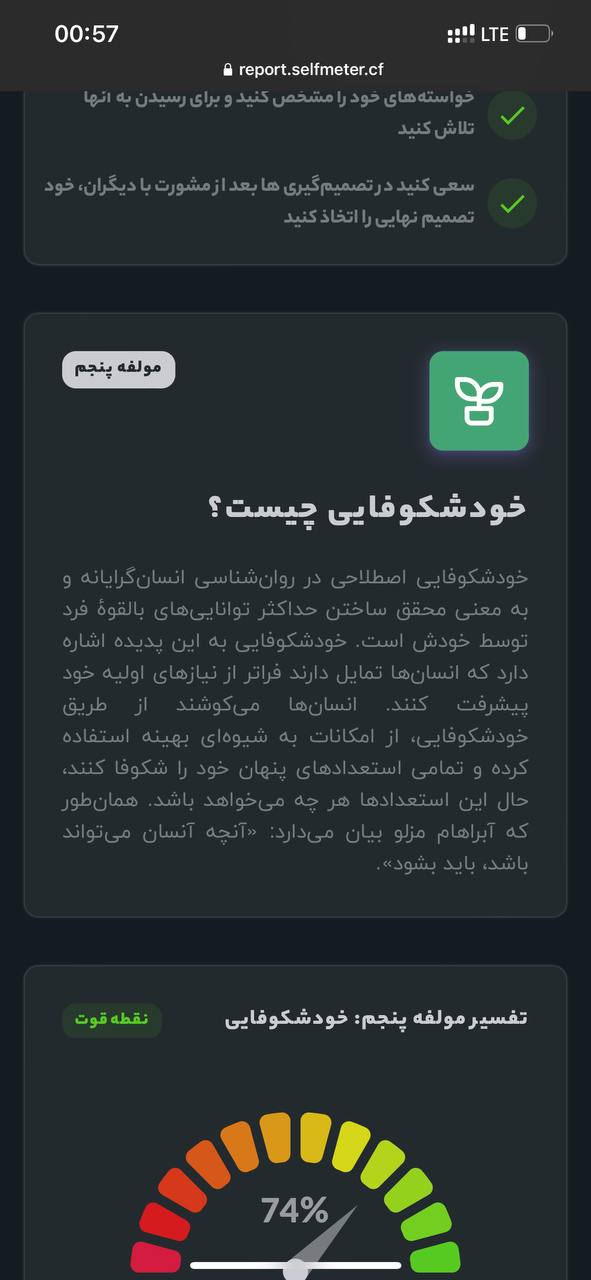 00:57
LTE
report.selfmeter.cf
خواسته‌های خود را مشخص کنید و برای رسیدن به آنها
تلاش کنید
سعی کنید در تصمیم‌گیری ها بعد از مشورت با دیگران، خود
تصمیم نهایی را اتخاذ کنید
مولفه پنجم
خودشکوفایی چیست؟
خودشکوفایی اصطلاحی در روان‌شناسی انسان‌گرایانه و
به معنی محقق ساختن حداکثر توانایی‌های بالقوهٔ فرد
توسط خودش است. خودشکوفایی به این پدیده اشاره
دارد که انسان‌ها تمایل دارند فراتر از نیازهای اولیه خود
پیشرفت کنند. انسان‌ها می‌کوشند از طریق
خودشکوفایی، از امکانات به شیوه‌ای بهینه استفاده
کرده و تمامی استعدادهای پنهان خود را شکوفا کنند،
حال این استعدادها هر چه می‌خواهد باشد. همان‌طور
که آبراهام مزلو بیان می‌دارد: «آنچه آنسان می‌تواند
باشد، باید بشود».
تفسیر مولفه پنجم: خودشکوفایی
نقطه قوت
74%